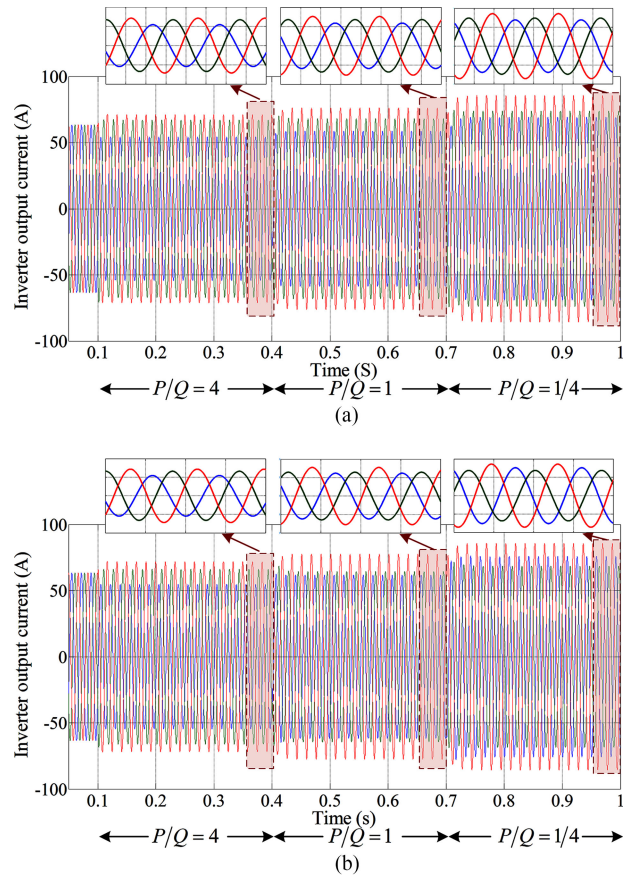 100
50
0
-50
-100
Inverter output current (A)
0.1 0.2 0.3 0.4 0.5 0.6 0.7 0.8 0.9 1
Time (S)
P/Q = 4 P/Q = 1 P/Q = 1/4
(a)
100
50
0
-50
-100
Inverter output current (A)
0.1 0.2 0.3 0.4 0.5 0.6 0.7 0.8 0.9 1
Time (s)
P/Q = 4 P/Q = 1 P/Q = 1/4
(b)